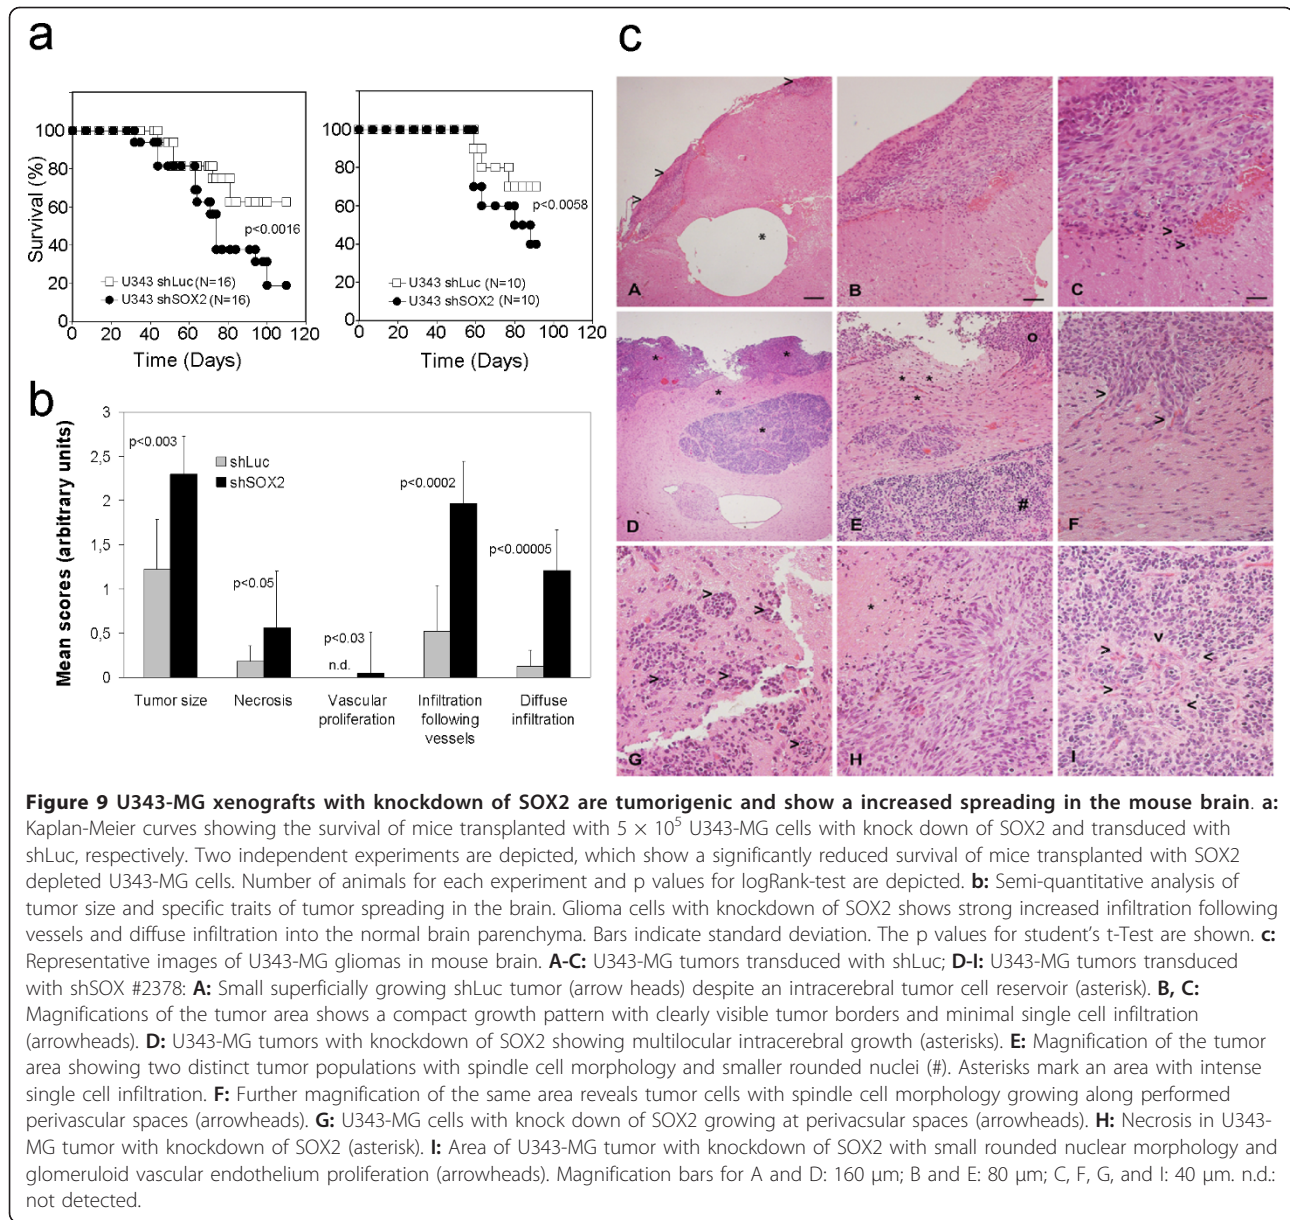 a
c
100
80
60
40
20
0
Survival (%)
p<0.0016
U343 shLuc (N=16)
U343 shSOX2 (N=16)
0 20 40 60 80 100 120
Time (Days)
100
80
60
40
20
0
p<0.0058
U343 shLuc (N=10)
U343 shSOX2 (N=10)
0 20 40 60 80 100 120
Time (Days)
b
3
2,5
2
1,5
1
0,5
0
Mean scores (arbitrary units)
shLuc
shSOX2
p<0.003
p<0.05
p<0.03
n.d.
p<0.0002
p<0.00005
Tumor size
Necrosis
Vascular
proliferation
Infiltration
following
vessels
Diffuse
infiltration
>
>
>
*
A
B
>
>
C
*
*
*
*
D
o
* *
*
#
E
>
>
F
>
>
>
>
>
G
*
H
v
>
<
>
<
I
Figure 9 U343-MG xenografts with knockdown of SOX2 are tumorigenic and show a increased spreading in the mouse brain. a:
Kaplan-Meier curves showing the survival of mice transplanted with 5 × 10⁵ U343-MG cells with knock down of SOX2 and transduced with
shLuc, respectively. Two independent experiments are depicted, which show a significantly reduced survival of mice transplanted with SOX2
depleted U343-MG cells. Number of animals for each experiment and p values for logRank-test are depicted. b: Semi-quantitative analysis of
tumor size and specific traits of tumor spreading in the brain. Glioma cells with knockdown of SOX2 shows strong increased infiltration following
vessels and diffuse infiltration into the normal brain parenchyma. Bars indicate standard deviation. The p values for student's t-Test are shown. c:
Representative images of U343-MG gliomas in mouse brain. A-C: U343-MG tumors transduced with shLuc; D-I: U343-MG tumors transduced
with shSOX #2378: A: Small superficially growing shLuc tumor (arrow heads) despite an intracerebral tumor cell reservoir (asterisk). B, C:
Magnifications of the tumor area shows a compact growth pattern with clearly visible tumor borders and minimal single cell infiltration
(arrowheads). D: U343-MG tumors with knockdown of SOX2 showing multilocular intracerebral growth (asterisks). E: Magnification of the tumor
area showing two distinct tumor populations with spindle cell morphology and smaller rounded nuclei (#). Asterisks mark an area with intense
single cell infiltration. F: Further magnification of the same area reveals tumor cells with spindle cell morphology growing along performed
perivascular spaces (arrowheads). G: U343-MG cells with knock down of SOX2 growing at perivacsular spaces (arrowheads). H: Necrosis in U343-
MG tumor with knockdown of SOX2 (asterisk). I: Area of U343-MG tumor with knockdown of SOX2 with small rounded nuclear morphology and
glomeruloid vascular endothelium proliferation (arrowheads). Magnification bars for A and D: 160 μm; B and E: 80 μm; C, F, G, and I: 40 μm. n.d.:
not detected.